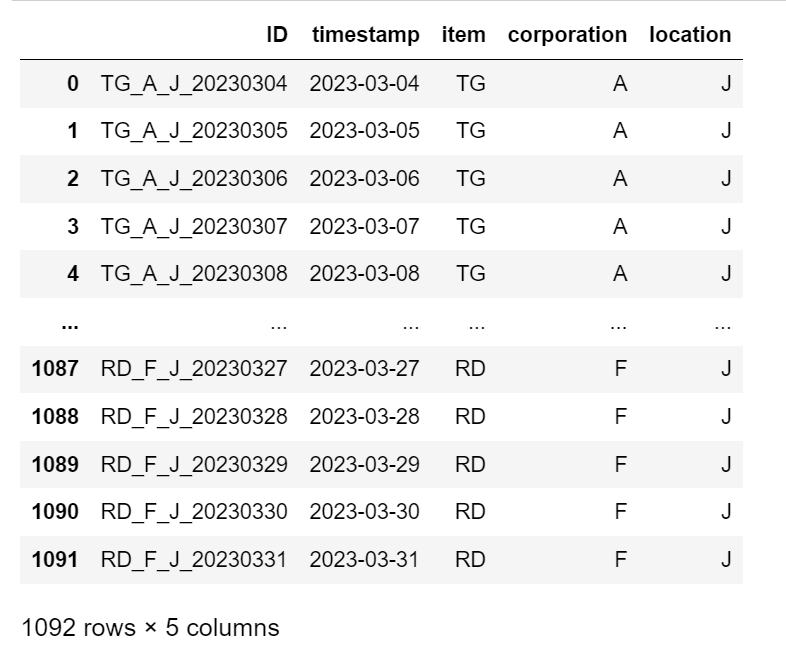 ID timestamp item corporation location
0 TG_A_J_20230304 2023-03-04 TG A J
1 TG_A_J_20230305 2023-03-05 TG A J
2 TG_A_J_20230306 2023-03-06 TG A J
3 TG_A_J_20230307 2023-03-07 TG A J
4 TG_A_J_20230308 2023-03-08 TG A J
... ... ... ... ... ...
1087 RD_F_J_20230327 2023-03-27 RD F J
1088 RD_F_J_20230328 2023-03-28 RD F J
1089 RD_F_J_20230329 2023-03-29 RD F J
1090 RD_F_J_20230330 2023-03-30 RD F J
1091 RD_F_J_20230331 2023-03-31 RD F J
1092 rows × 5 columns